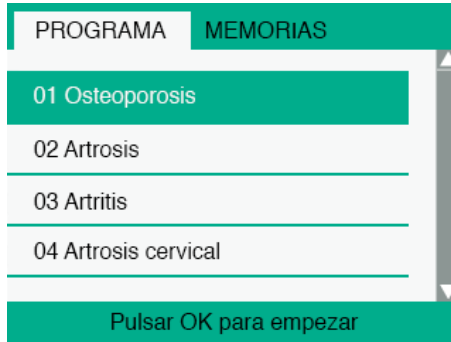 PROGRAMA MEMORIAS
01 Osteoporosis
02 Artrosis
03 Artritis
04 Artrosis cervical
Pulsar OK para empezar